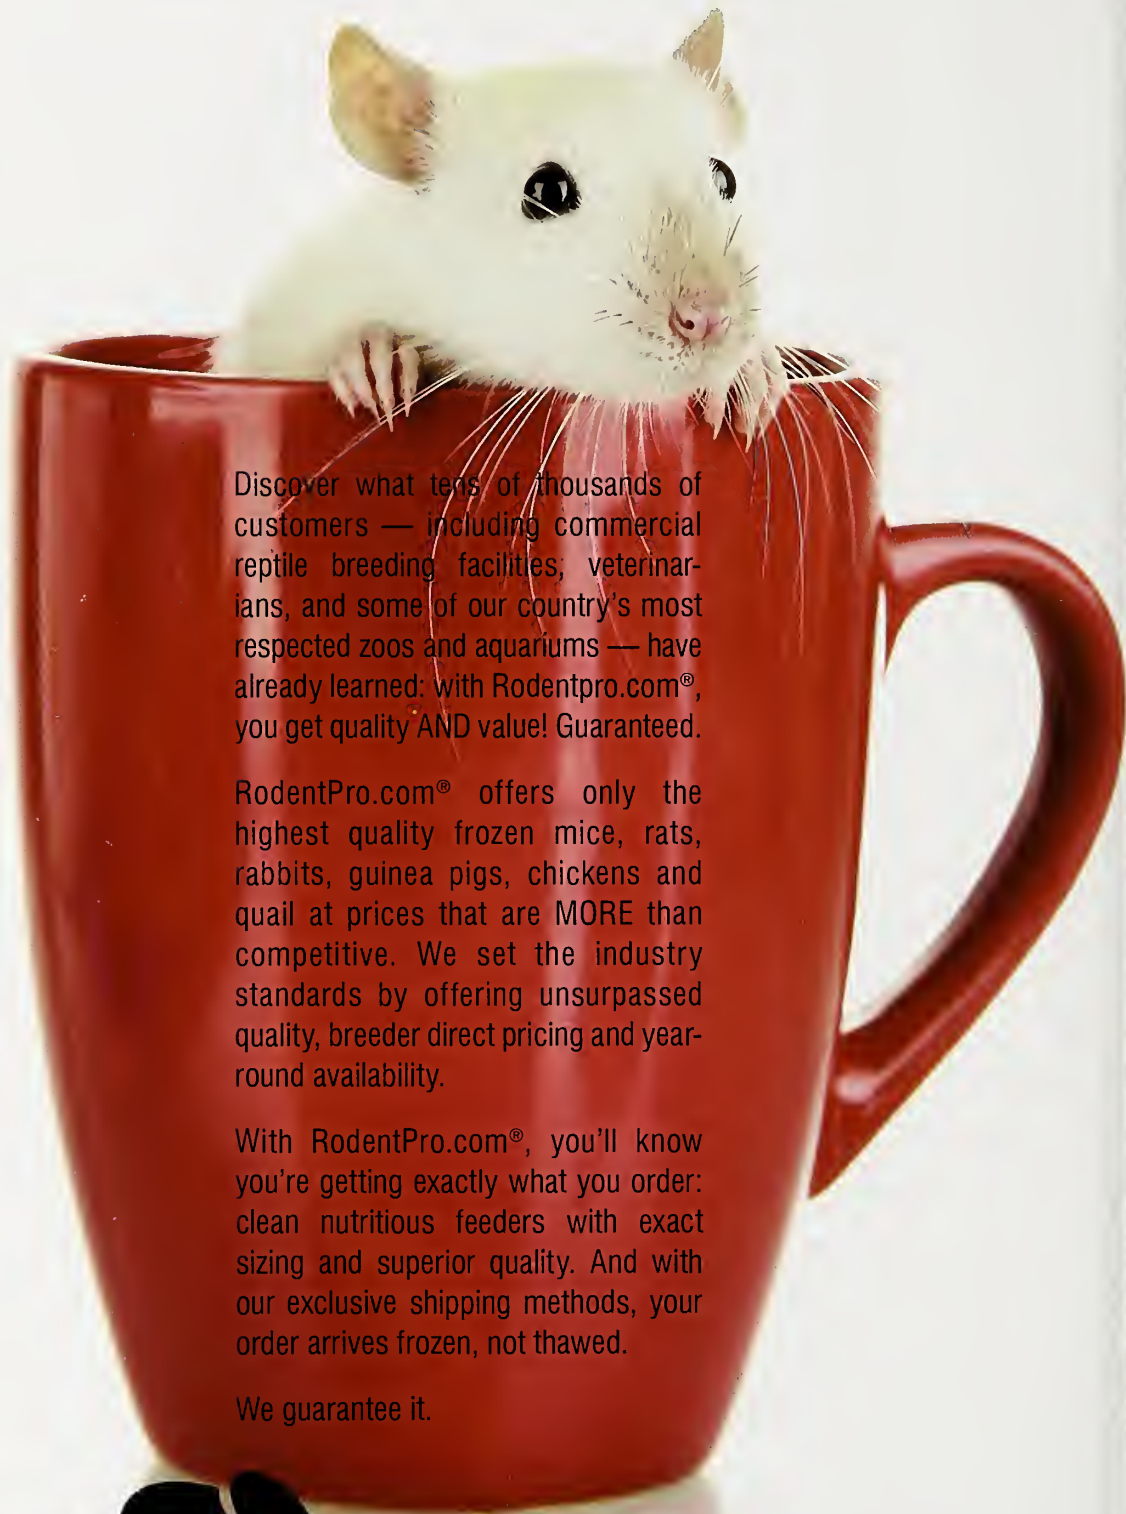 Discover what tens of thousands of
customers — including commercial
reptile breeding facilities, veterinar-
ians, and some of our country's most
respected zoos and aquariums — have
already learned: with Rodentpro.com®,
you get quality AND value! Guaranteed.
RodentPro.com® offers only the
highest quality frozen mice, rats,
rabbits, guinea pigs, chickens and
quail at prices that are MORE than
competitive. We set the industry
standards by offering unsurpassed
quality, breeder direct pricing and year-
round availability.
With RodentPro.com®, you'll know
you're getting exactly what you order:
clean nutritious feeders with exact
sizing and superior quality. And with
our exclusive shipping methods, your
order arrives frozen, not thawed.
We guarantee it.